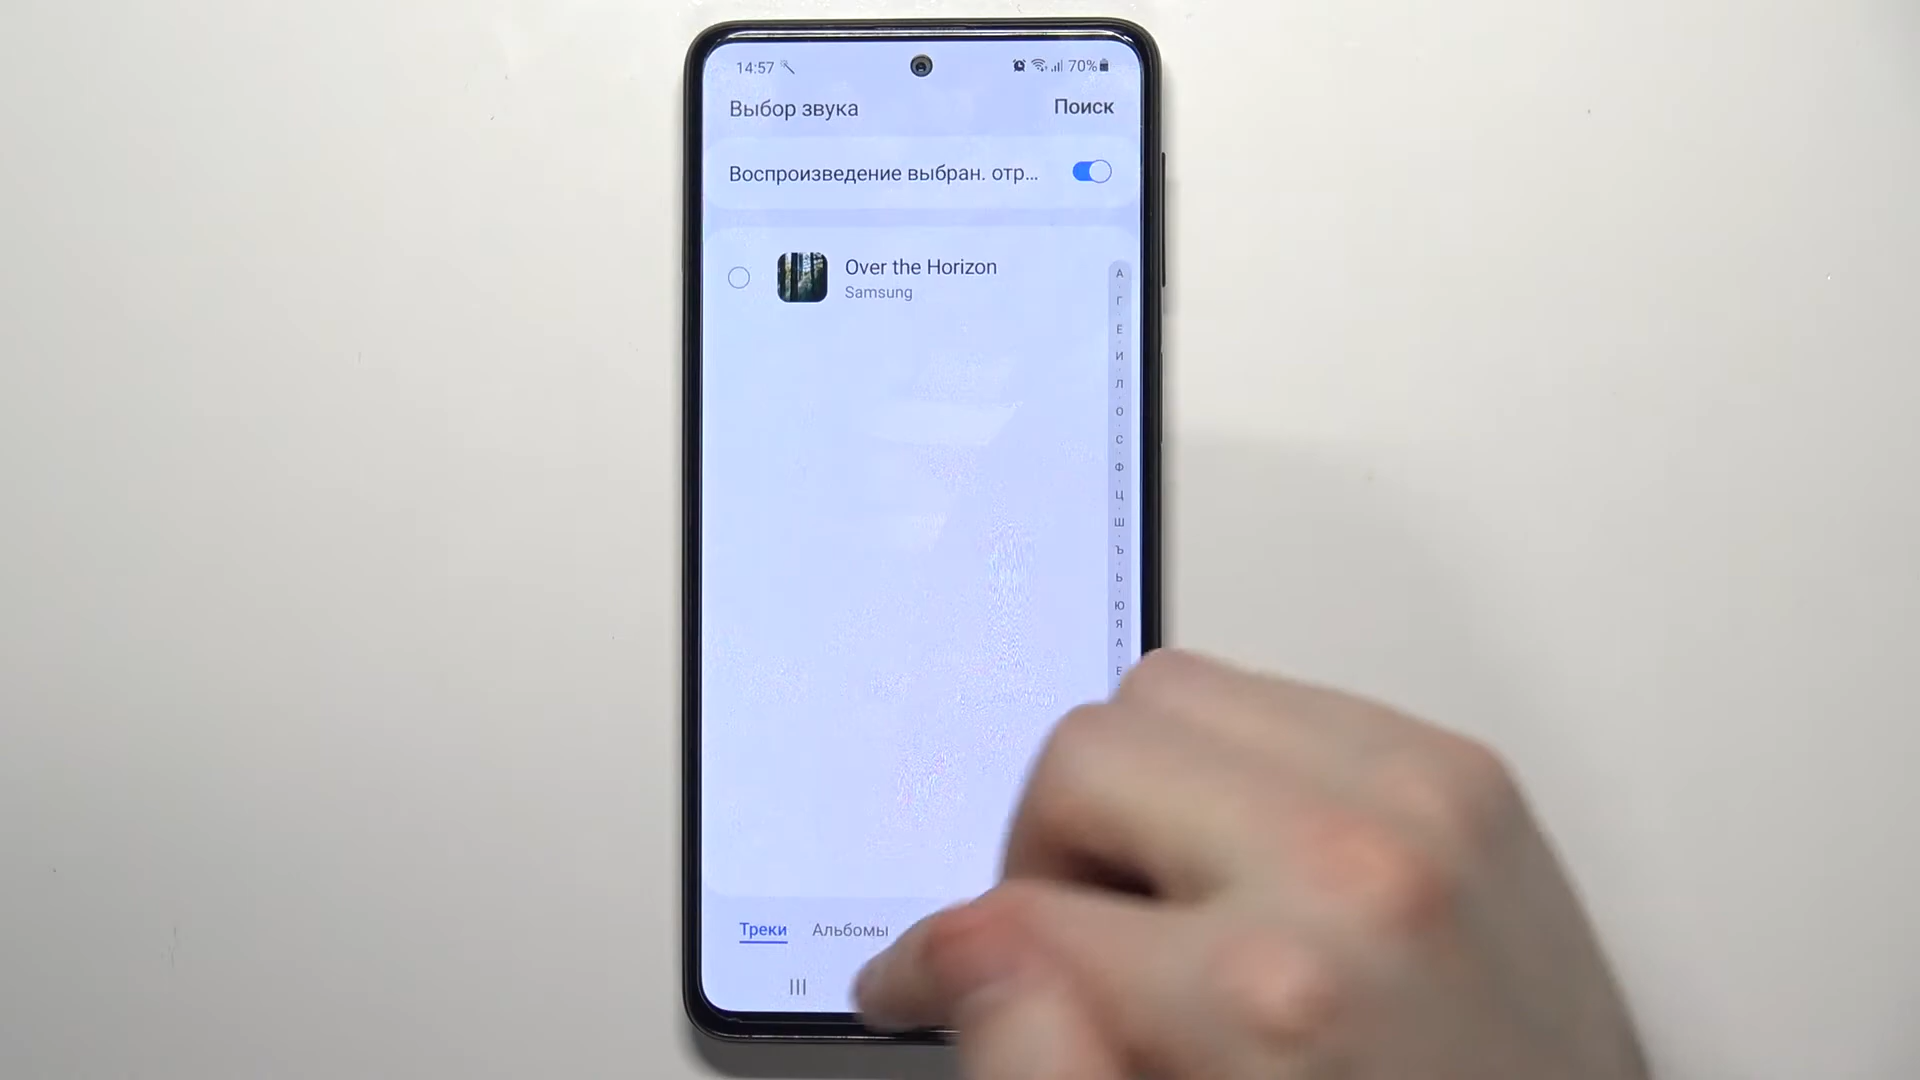 14:57
70%
Выбор звука
Поиск
Воспроизведение выбран. отр...
Over the Horizon
Samsung
А
Г
Е
И
Л
О
С
Ф
Ц
Ш
Ъ
Ь
Ю
Я
A
E
Треки
Альбомы